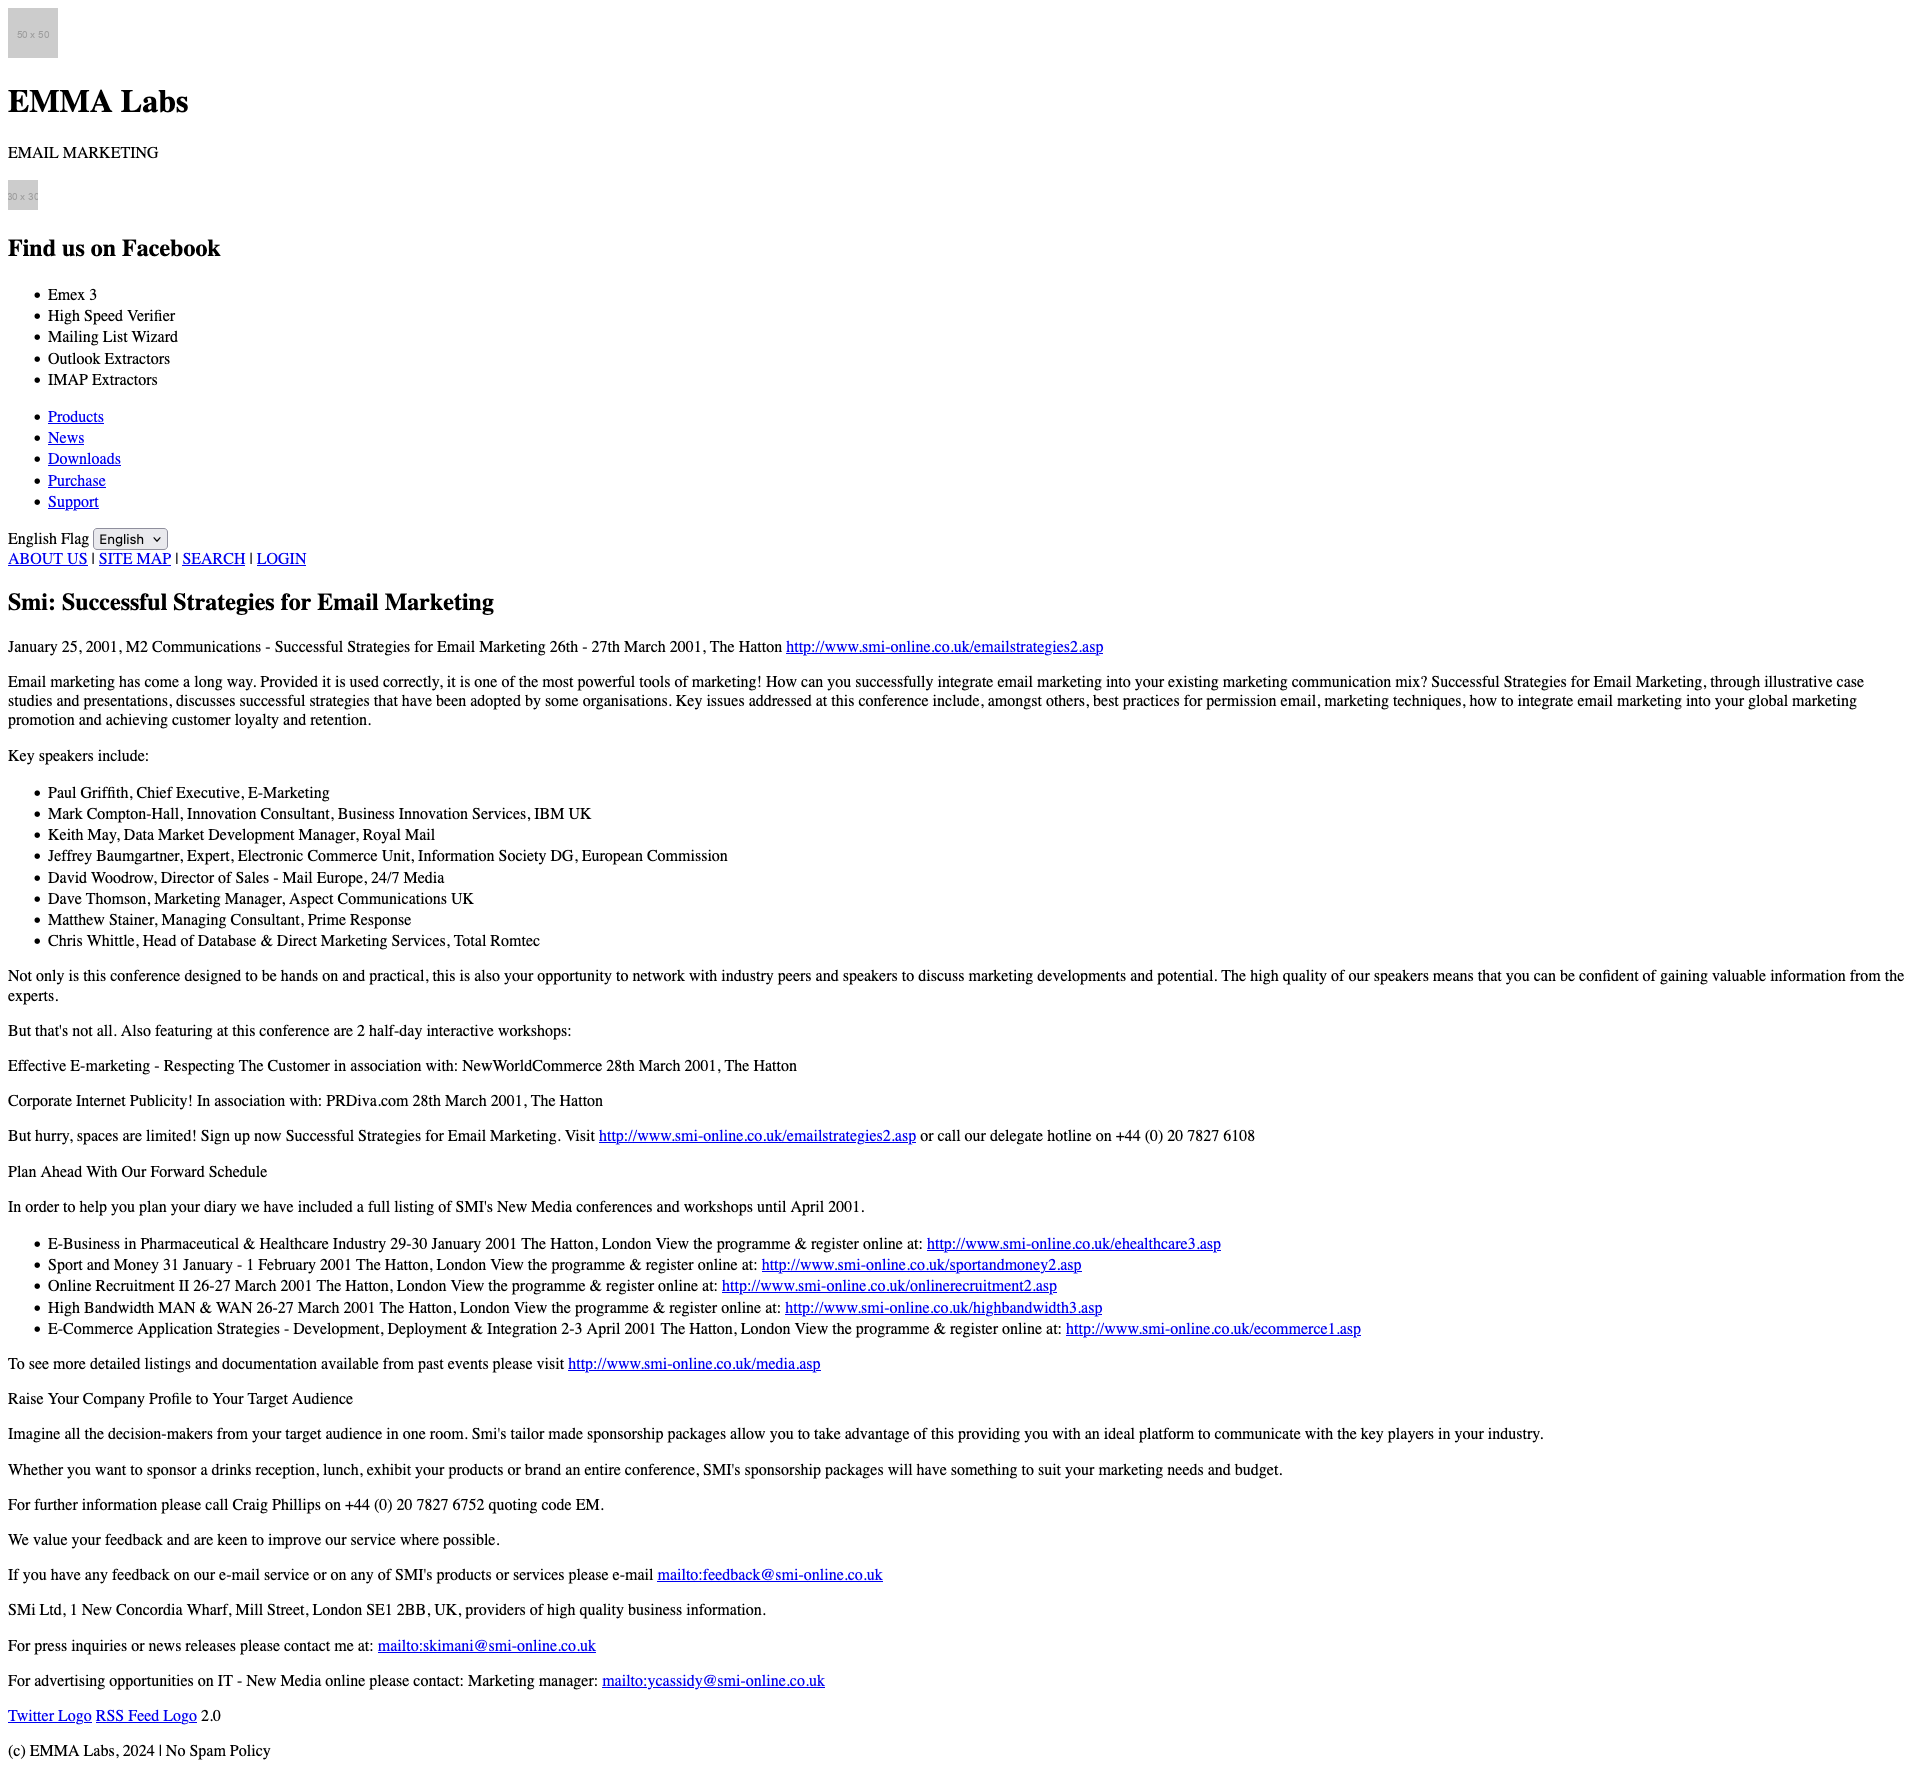 50 x 50
EMMA Labs
EMAIL MARKETING
30 x 30
Find us on Facebook
• Emex 3
• High Speed Verifier
• Mailing List Wizard
• Outlook Extractors
• IMAP Extractors
• Products
• News
• Downloads
• Purchase
• Support
English Flag English
ABOUT US | SITE MAP | SEARCH | LOGIN
Smi: Successful Strategies for Email Marketing
January 25, 2001, M2 Communications - Successful Strategies for Email Marketing 26th - 27th March 2001, The Hatton http://www.smi-online.co.uk/emailstrategies2.asp
Email marketing has come a long way. Provided it is used correctly, it is one of the most powerful tools of marketing! How can you successfully integrate email marketing into your existing marketing communication mix? Successful Strategies for Email Marketing, through illustrative case
studies and presentations, discusses successful strategies that have been adopted by some organisations. Key issues addressed at this conference include, amongst others, best practices for permission email, marketing techniques, how to integrate email marketing into your global marketing
promotion and achieving customer loyalty and retention.
Key speakers include:
• Paul Griffith, Chief Executive, E-Marketing
• Mark Compton-Hall, Innovation Consultant, Business Innovation Services, IBM UK
• Keith May, Data Market Development Manager, Royal Mail
• Jeffrey Baumgartner, Expert, Electronic Commerce Unit, Information Society DG, European Commission
• David Woodrow, Director of Sales - Mail Europe, 24/7 Media
• Dave Thomson, Marketing Manager, Aspect Communications UK
• Matthew Stainer, Managing Consultant, Prime Response
• Chris Whittle, Head of Database & Direct Marketing Services, Total Romtec
Not only is this conference designed to be hands on and practical, this is also your opportunity to network with industry peers and speakers to discuss marketing developments and potential. The high quality of our speakers means that you can be confident of gaining valuable information from the
experts.
But that's not all. Also featuring at this conference are 2 half-day interactive workshops:
Effective E-marketing - Respecting The Customer in association with: NewWorldCommerce 28th March 2001, The Hatton
Corporate Internet Publicity! In association with: PRDiva.com 28th March 2001, The Hatton
But hurry, spaces are limited! Sign up now Successful Strategies for Email Marketing. Visit http://www.smi-online.co.uk/emailstrategies2.asp or call our delegate hotline on +44 (0) 20 7827 6108
Plan Ahead With Our Forward Schedule
In order to help you plan your diary we have included a full listing of SMI's New Media conferences and workshops until April 2001.
• E-Business in Pharmaceutical & Healthcare Industry 29-30 January 2001 The Hatton, London View the programme & register online at: http://www.smi-online.co.uk/ehealthcare3.asp
• Sport and Money 31 January - 1 February 2001 The Hatton, London View the programme & register online at: http://www.smi-online.co.uk/sportandmoney2.asp
• Online Recruitment II 26-27 March 2001 The Hatton, London View the programme & register online at: http://www.smi-online.co.uk/onlinerecruitment2.asp
• High Bandwidth MAN & WAN 26-27 March 2001 The Hatton, London View the programme & register online at: http://www.smi-online.co.uk/highbandwidth3.asp
• E-Commerce Application Strategies - Development, Deployment & Integration 2-3 April 2001 The Hatton, London View the programme & register online at: http://www.smi-online.co.uk/ecommerce1.asp
To see more detailed listings and documentation available from past events please visit http://www.smi-online.co.uk/media.asp
Raise Your Company Profile to Your Target Audience
Imagine all the decision-makers from your target audience in one room. Smi's tailor made sponsorship packages allow you to take advantage of this providing you with an ideal platform to communicate with the key players in your industry.
Whether you want to sponsor a drinks reception, lunch, exhibit your products or brand an entire conference, SMI's sponsorship packages will have something to suit your marketing needs and budget.
For further information please call Craig Phillips on +44 (0) 20 7827 6752 quoting code EM.
We value your feedback and are keen to improve our service where possible.
If you have any feedback on our e-mail service or on any of SMI's products or services please e-mail mailto:feedback@smi-online.co.uk
SMi Ltd, 1 New Concordia Wharf, Mill Street, London SE1 2BB, UK, providers of high quality business information.
For press inquiries or news releases please contact me at: mailto:skimani@smi-online.co.uk
For advertising opportunities on IT - New Media online please contact: Marketing manager: mailto:ycassidy@smi-online.co.uk
Twitter Logo RSS Feed Logo 2.0
(c) EMMA Labs, 2024 | No Spam Policy